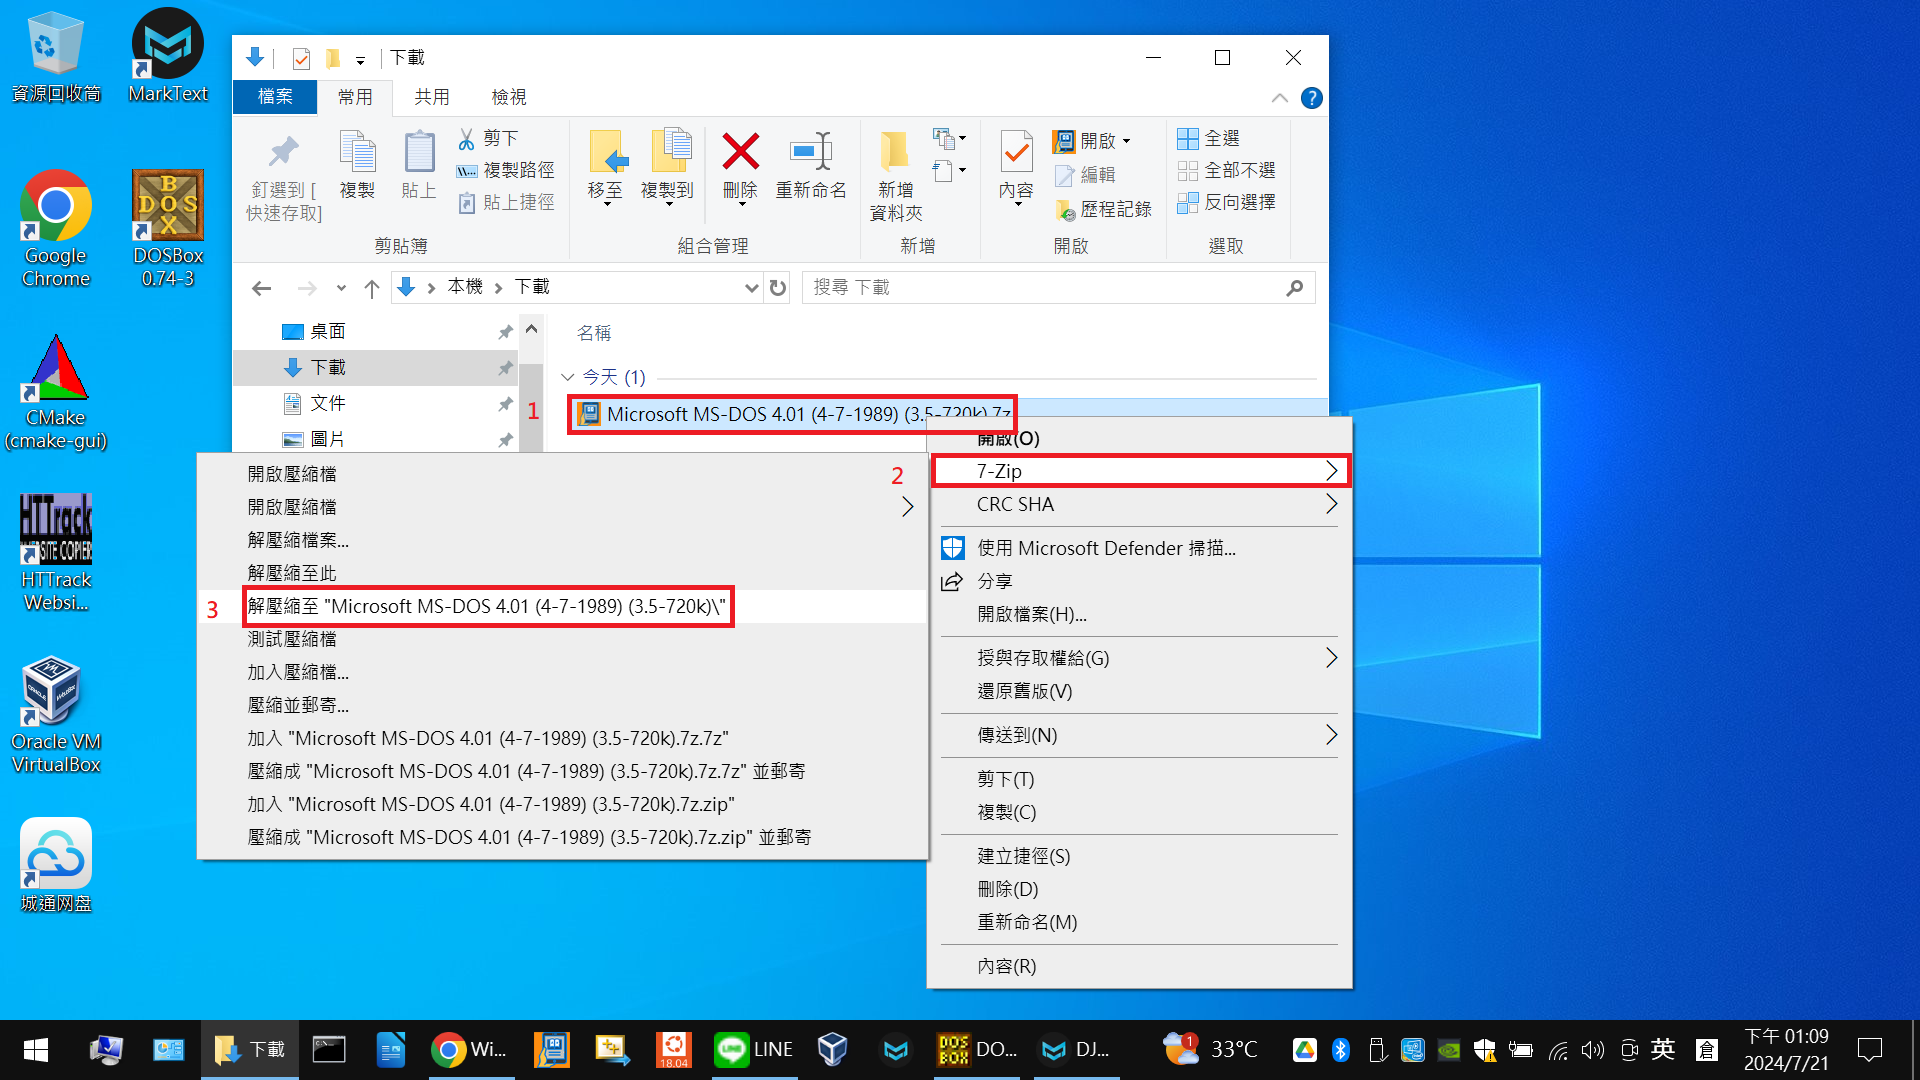 資源回收筒
MarkText
Google
Chrome
DOSBox
0.74-3
CMake
(cmake-gui)
HTTrack
WEBSITE COPIER
HTTrack
Websi...
Oracle VM
VirtualBox
城通网盘
下載
檔案
常用
共用
檢視
釘選到 [
快速存取]
複製
貼上
剪下
複製路徑
貼上捷徑
剪貼簿
移至
複製到
刪除
重新命名
組合管理
新增
資料夾
新增
內容
開啟
編輯
歷程記錄
開啟
全選
全部不選
反向選擇
選取
本機
下載
搜尋 下載
桌面
下載
文件
圖片
名稱
今天 (1)
1
Microsoft MS-DOS 4.01 (4-7-1989) (3.5-720k).7z
開啟(O)
2
7-Zip
CRC SHA
使用 Microsoft Defender 掃描...
分享
開啟檔案(H)...
授與存取權給(G)
還原舊版(V)
傳送到(N)
剪下(T)
複製(C)
建立捷徑(S)
刪除(D)
重新命名(M)
內容(R)
開啟壓縮檔
開啟壓縮檔
解壓縮檔案...
解壓縮至此
3
解壓縮至 "Microsoft MS-DOS 4.01 (4-7-1989) (3.5-720k)\"
測試壓縮檔
加入壓縮檔...
壓縮並郵寄...
加入 "Microsoft MS-DOS 4.01 (4-7-1989) (3.5-720k).7z.7z"
壓縮成 "Microsoft MS-DOS 4.01 (4-7-1989) (3.5-720k).7z.7z" 並郵寄
加入 "Microsoft MS-DOS 4.01 (4-7-1989) (3.5-720k).7z.zip"
壓縮成 "Microsoft MS-DOS 4.01 (4-7-1989) (3.5-720k).7z.zip" 並郵寄
下載
Wi...
18.04
LINE
DOS
BOX
DO...
DJ...
1
33°C
英
倉
下午 01:09
2024/7/21